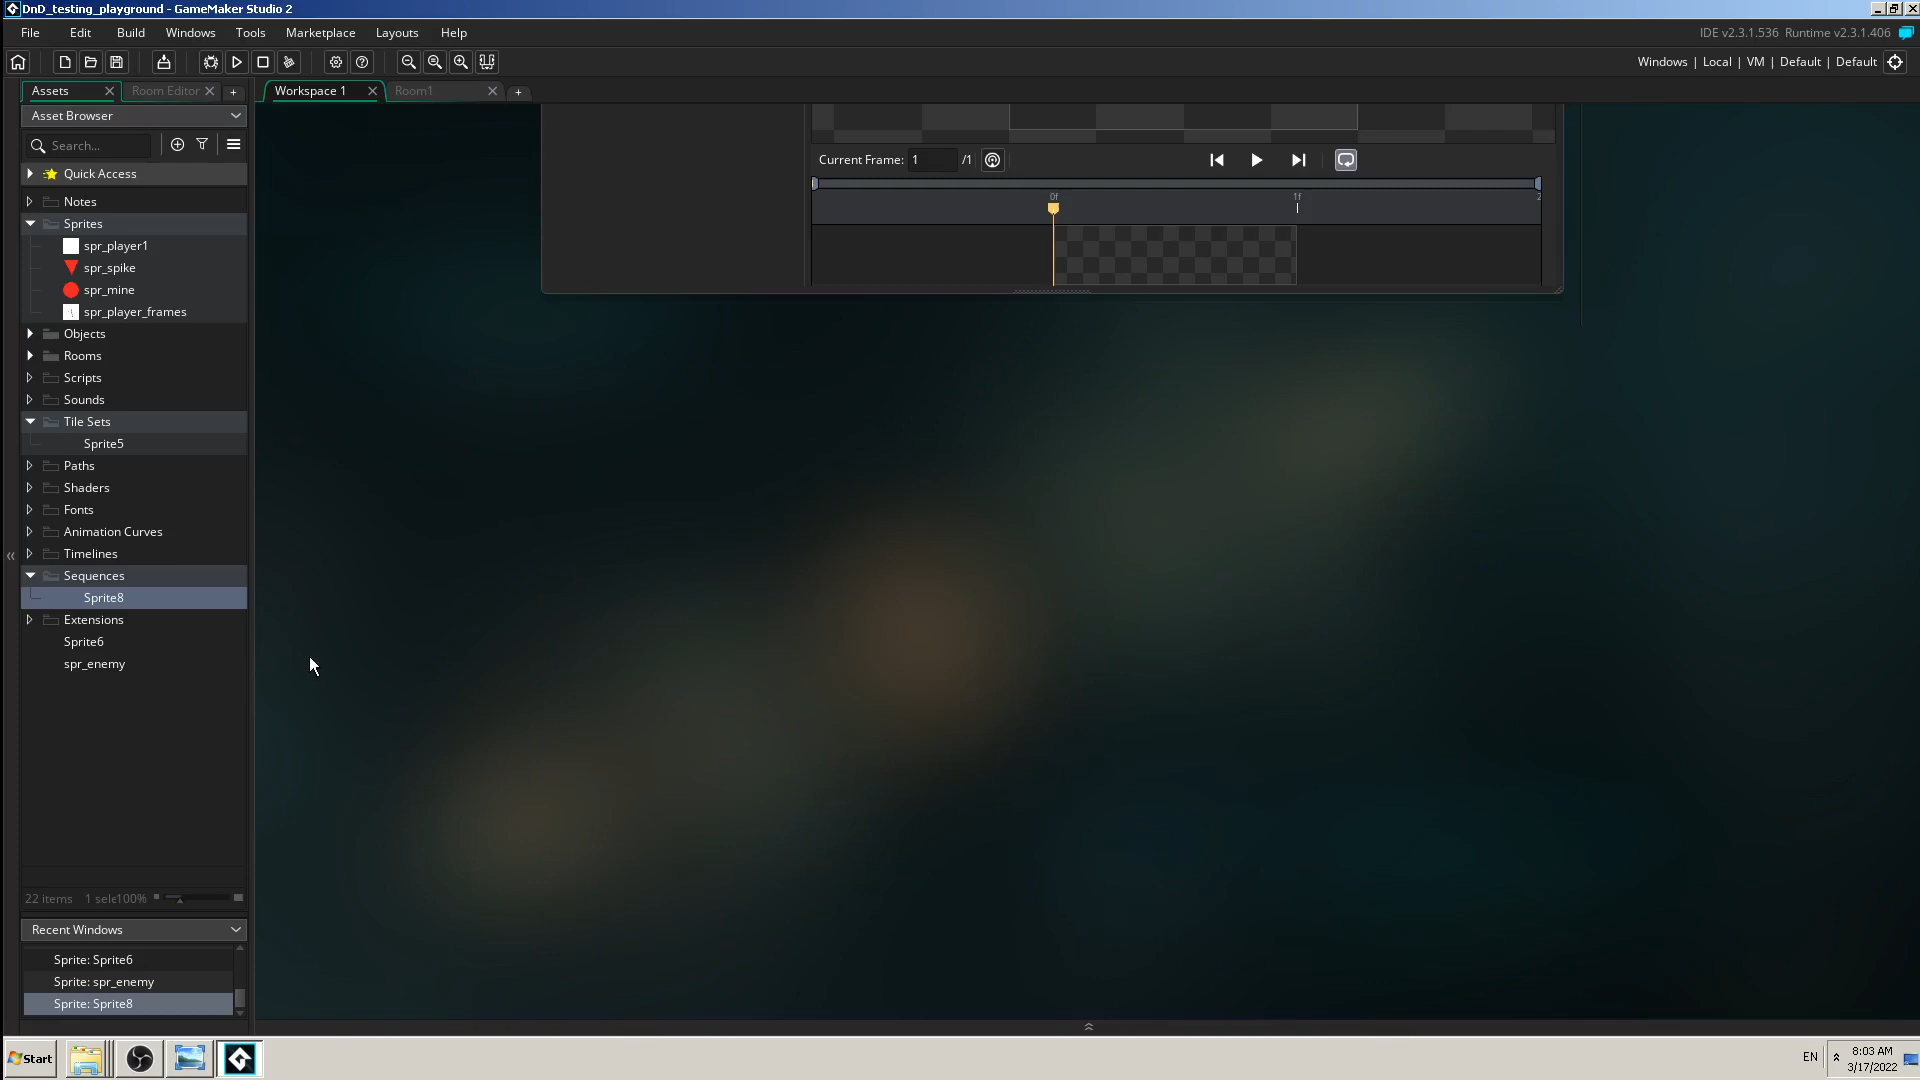 DnD_testing_playground - GameMaker Studio 2
File Edit Build Windows Tools Marketplace Layouts Help
IDE v2.3.1.536 Runtime v2.3.1.406
Windows | Local | VM | Default | Default
Assets Room Editor
Workspace 1 Room1
Asset Browser
Search...
Quick Access
Notes
Sprites
spr_player1
spr_spike
spr_mine
spr_player_frames
Objects
Rooms
Scripts
Sounds
Tile Sets
Sprite5
Paths
Shaders
Fonts
Animation Curves
Timelines
Sequences
Sprite8
Extensions
Sprite6
spr_enemy
22 items 1 sele100%
Recent Windows
Sprite: Sprite6
Sprite: spr_enemy
Sprite: Sprite8
Current Frame: 1 /1
0f 1f 2
Start
EN
8:03 AM
3/17/2022